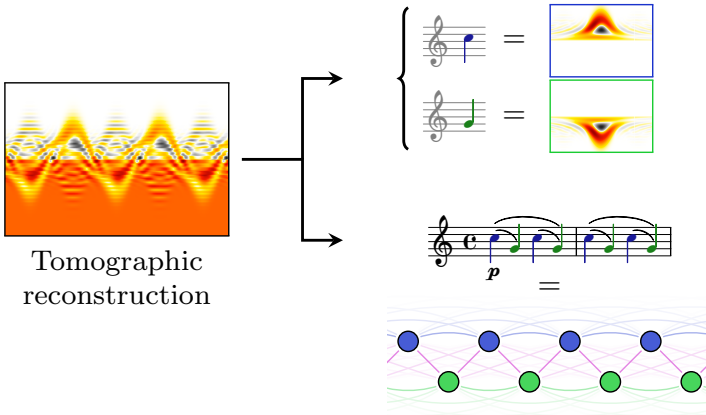 =
=
Tomographic
reconstruction
p
=